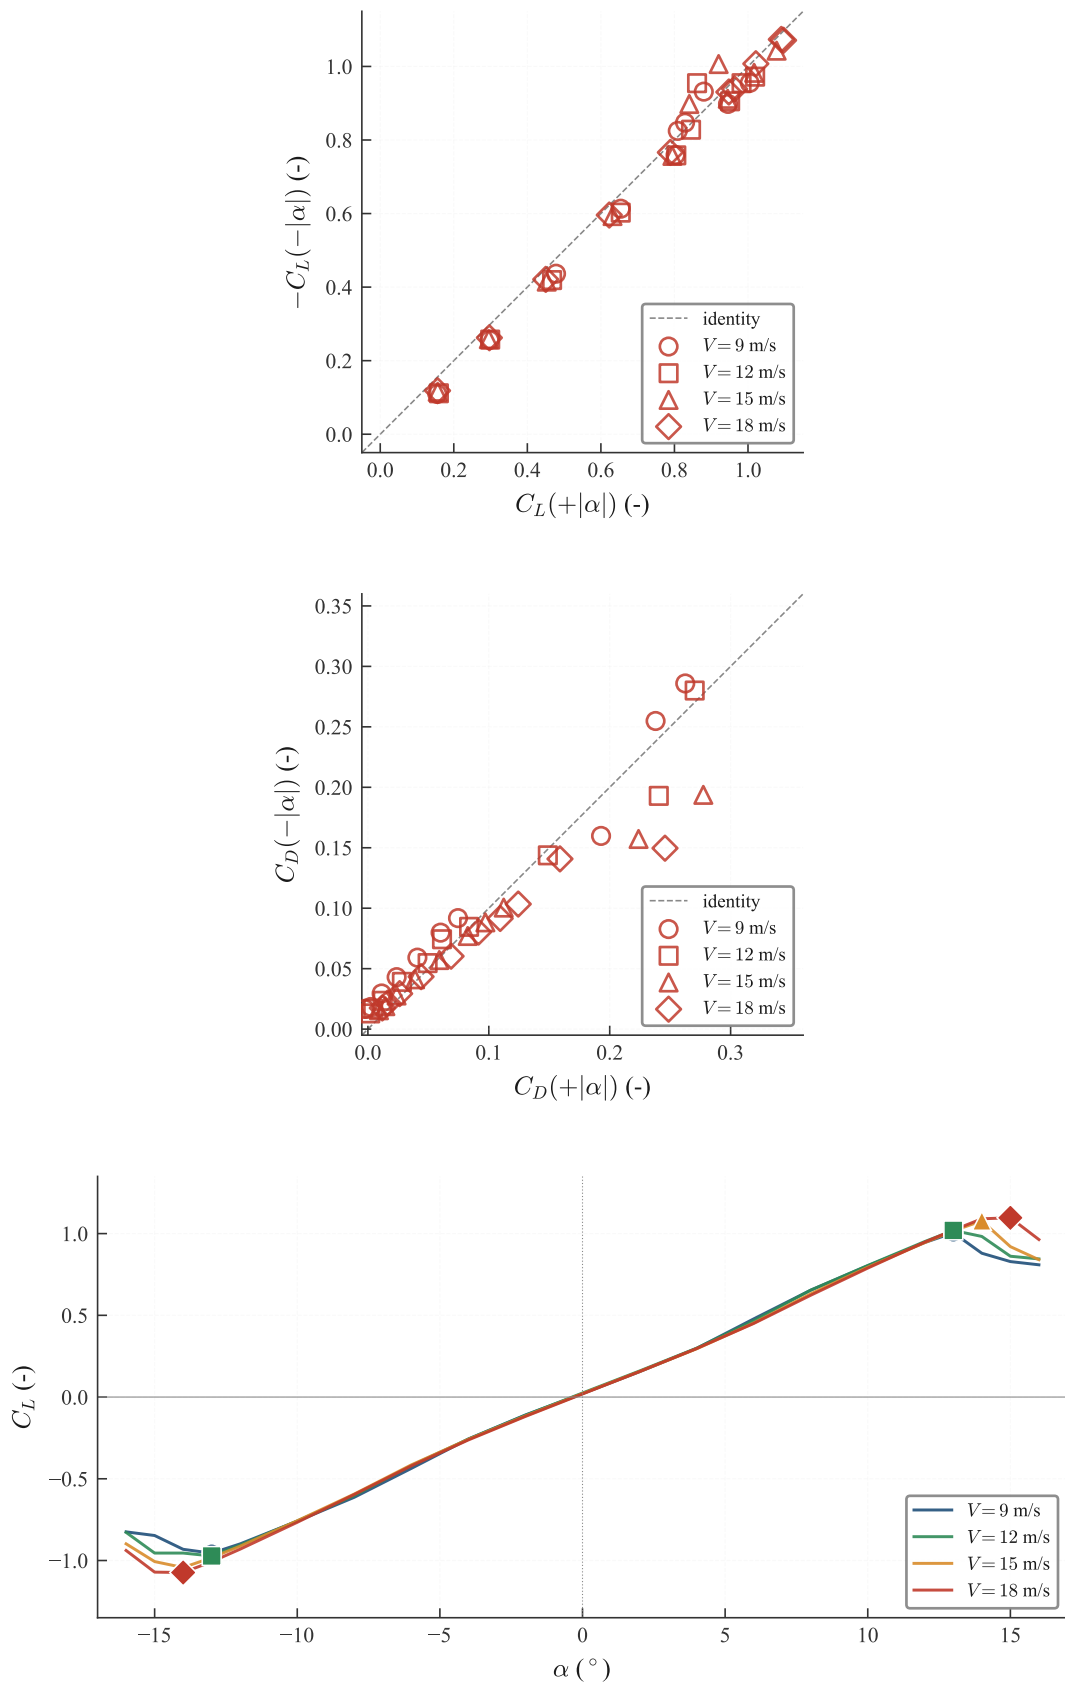 1.0
0.8
0.6
0.4
0.2
0.0
−C_L(−|α|) (-)
identity
V = 9 m/s
V = 12 m/s
V = 15 m/s
V = 18 m/s
0.0 0.2 0.4 0.6 0.8 1.0
C_L(+|α|) (-)
0.35
0.30
0.25
0.20
0.15
0.10
0.05
0.00
C_D(−|α|) (-)
identity
V = 9 m/s
V = 12 m/s
V = 15 m/s
V = 18 m/s
0.0 0.1 0.2 0.3
C_D(+|α|) (-)
1.0
0.5
0.0
−0.5
−1.0
C_L (-)
V = 9 m/s
V = 12 m/s
V = 15 m/s
V = 18 m/s
−15 −10 −5 0 5 10 15
α (°)